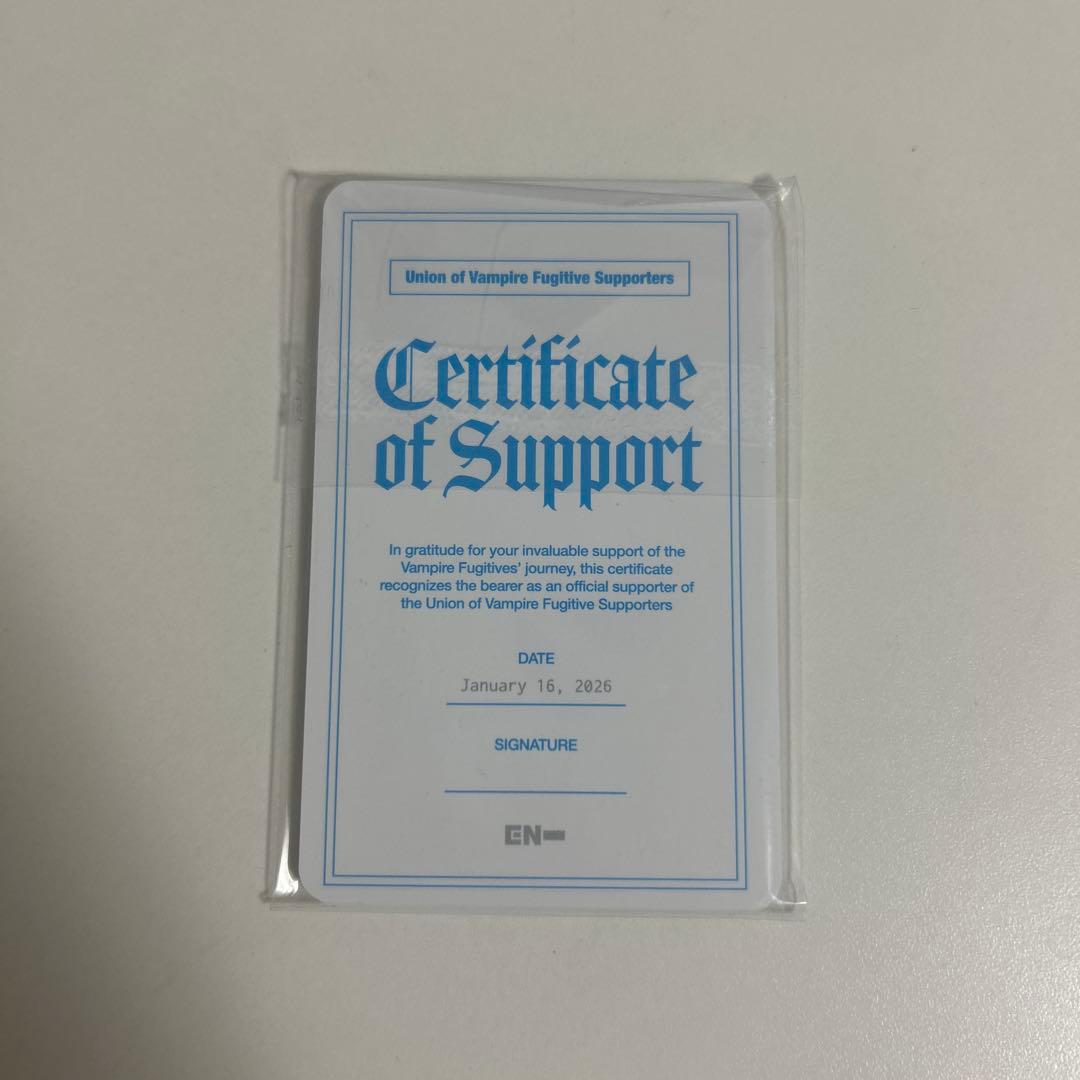 Union of Vampire Fugitive Supporters
Certificate
of Support
In gratitude for your invaluable support of the
Vampire Fugitives' journey, this certificate
recognizes the bearer as an official supporter of
the Union of Vampire Fugitive Supporters
DATE
January 16, 2026
SIGNATURE
EN-